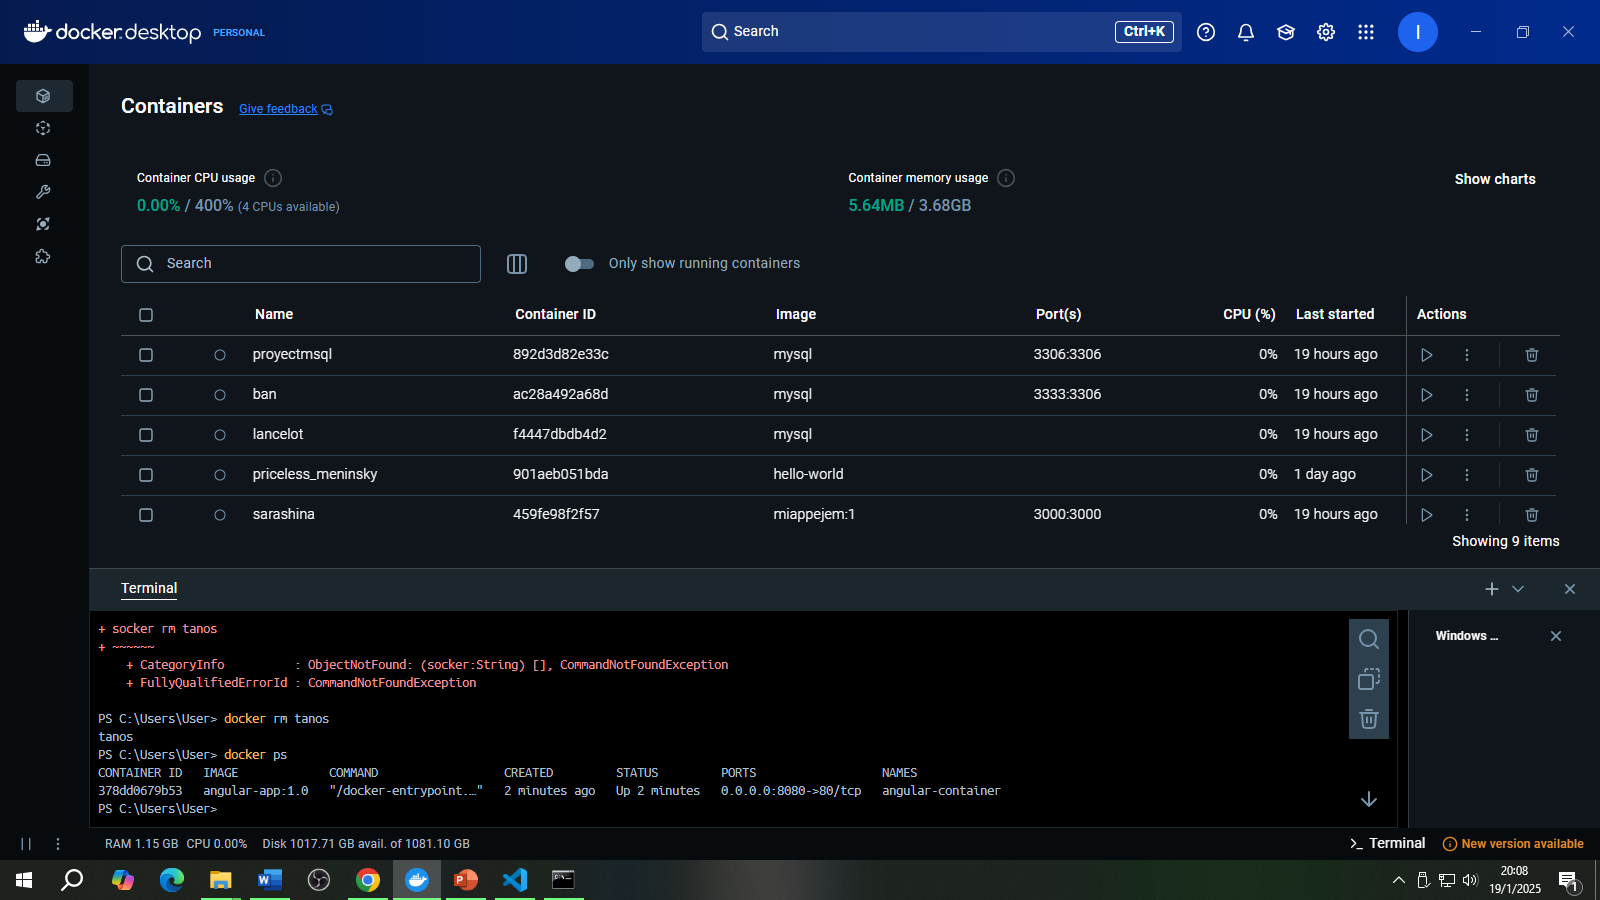 docker desktop PERSONAL
Search Ctrl+K
I
Containers Give feedback
Container CPU usage
0.00% / 400% (4 CPUs available)
Container memory usage
5.64MB / 3.68GB
Show charts
Search
Only show running containers
Name Container ID Image Port(s) CPU (%) Last started Actions
proyectmsql 892d3d82e33c mysql 3306:3306 0% 19 hours ago
ban ac28a492a68d mysql 3333:3306 0% 19 hours ago
lancelot f4447dbdb4d2 mysql 0% 19 hours ago
priceless_meninsky 901aeb051bda hello-world 0% 1 day ago
sarashina 459fe98f2f57 miappejem:1 3000:3000 0% 19 hours ago
Showing 9 items
Terminal
Windows ...
+ socker rm tanos
+ ~~~~~~
    + CategoryInfo          : ObjectNotFound: (socker:String) [], CommandNotFoundException
    + FullyQualifiedErrorId : CommandNotFoundException
PS C:\Users\User> docker rm tanos
tanos
PS C:\Users\User> docker ps
CONTAINER ID   IMAGE             COMMAND                  CREATED         STATUS         PORTS                  NAMES
378dd0679b53   angular-app:1.0   "/docker-entrypoint.…"   2 minutes ago   Up 2 minutes   0.0.0.0:8080->80/tcp   angular-container
PS C:\Users\User>
RAM 1.15 GB CPU 0.00% Disk 1017.71 GB avail. of 1081.10 GB
Terminal
New version available
20:08
19/1/2025
1